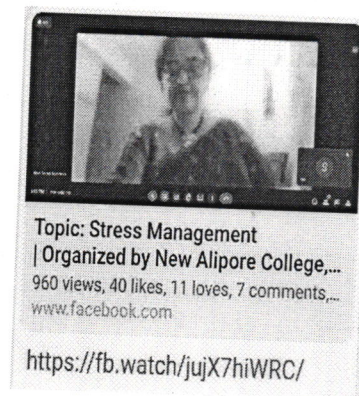 S
Topic: Stress Management
| Organized by New Alipore College,...
960 views, 40 likes, 11 loves, 7 comments,...
www.facebook.com
https://fb.watch/jujX7hiWRC/